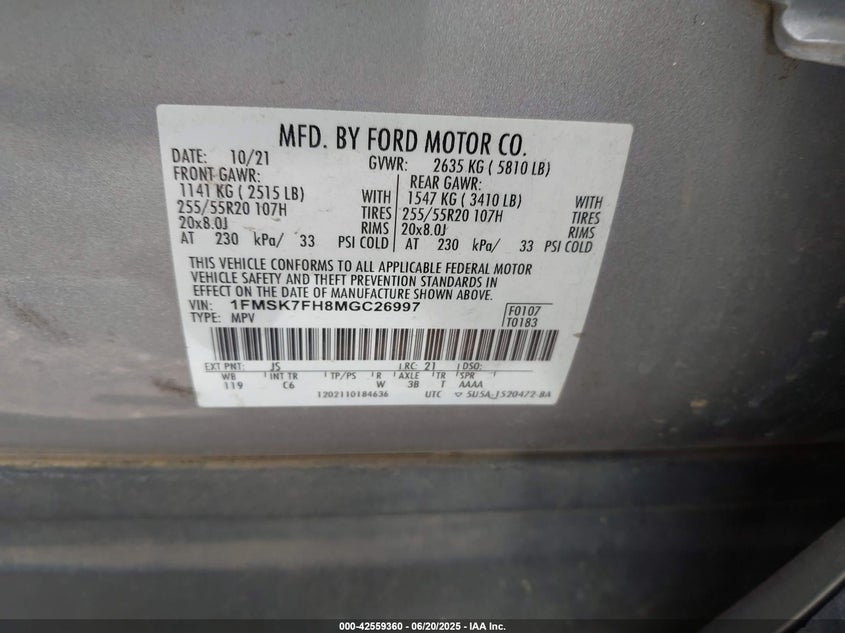 MFD. BY FORD MOTOR CO.
DATE: 10/21 GVWR: 2635 KG ( 5810 LB)
FRONT GAWR: REAR GAWR:
1141 KG ( 2515 LB) WITH 1547 KG ( 3410 LB) WITH
255/55R20 107H TIRES 255/55R20 107H TIRES
20x8.0J RIMS 20x8.0J RIMS
AT 230 kPa/ 33 PSI COLD AT 230 kPa/ 33 PSI COLD
THIS VEHICLE CONFORMS TO ALL APPLICABLE FEDERAL MOTOR
VEHICLE SAFETY AND THEFT PREVENTION STANDARDS IN
EFFECT ON THE DATE OF MANUFACTURE SHOWN ABOVE.
VIN: 1FMSK7FH8MGC26997 F0107
TYPE: MPV T0183
EXT PNT: JS RC: 21 DSO:
WB INT TR TP/PS R AXLE TR SPR
119 C6 W 3B T AAAA
1202110184636 UTC ▽ 5U5A-1520472-BA
000-42559360 | 06/20/2025 - IAA Inc.